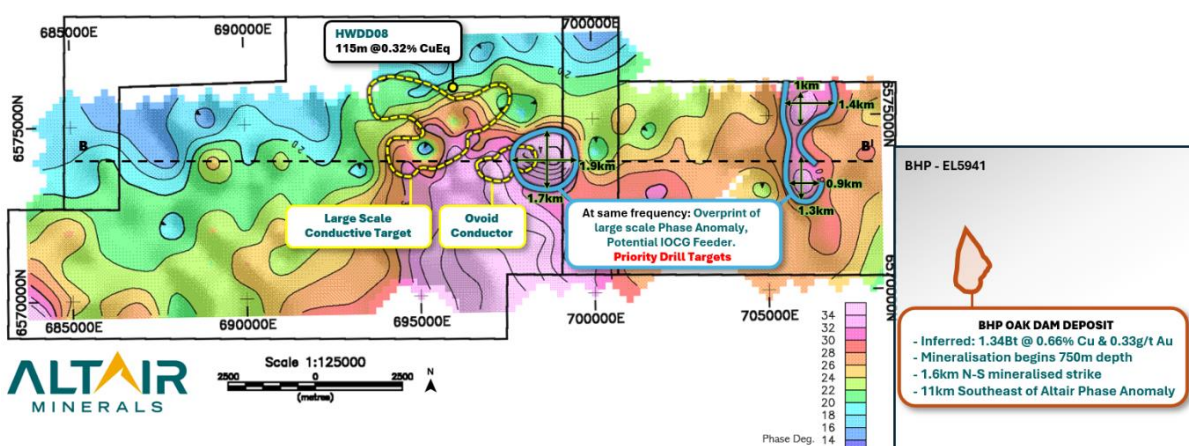 685000E
690000E
700000E
HWDD08
115m @0.32% CuEq
0.2
1km
1.4km
6575000N
6575000N
20
B
B'
1.9km
1.7km
0.9km
1.3km
Large Scale
Conductive Target
Ovoid
Conductor
At same frequency: Overprint of
large scale Phase Anomaly,
Potential IOCG Feeder.
Priority Drill Targets
BHP - EL5941
6570000N
6570000N
685000E
690000E
695000E
700000E
705000E
BHP OAK DAM DEPOSIT
- Inferred: 1.34Bt @ 0.66% Cu & 0.33g/t Au
- Mineralisation begins 750m depth
- 1.6km N-S mineralised strike
- 11km Southeast of Altair Phase Anomaly
ALTAIR
MINERALS
Scale 1:125000
2500 0 2500
(metres)
N
34
32
30
28
26
24
22
20
18
16
14
Phase Deg.